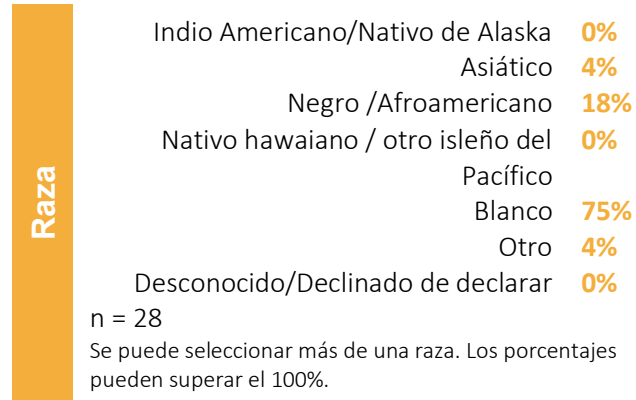 Raza
Indio Americano/Nativo de Alaska 0%
Asiático 4%
Negro /Afroamericano 18%
Nativo hawaiano / otro isleño del 0%
Pacífico
Blanco 75%
Otro 4%
Desconocido/Declinado de declarar 0%
n = 28
Se puede seleccionar más de una raza. Los porcentajes
pueden superar el 100%.